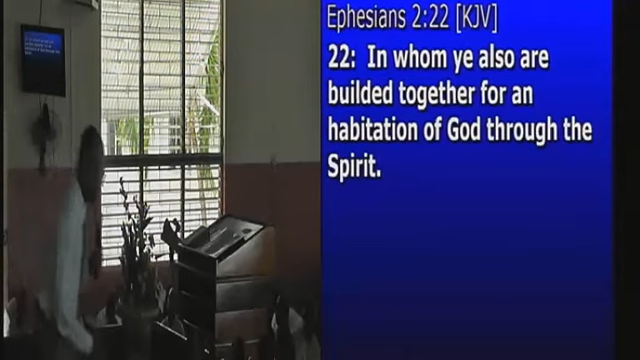 Ephesians 2:22 [KJV]
22:  In whom ye also are
builded together for an
habitation of God through the
Spirit.